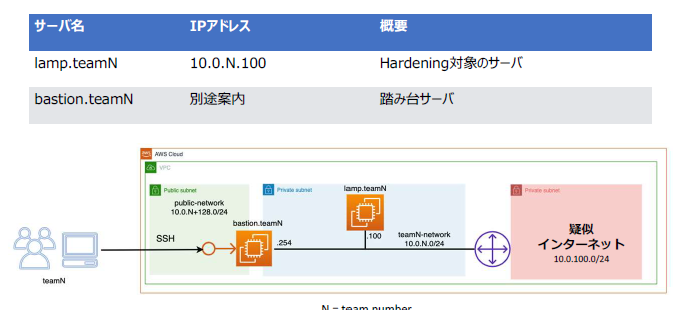 サーバ名 IPアドレス 概要
lamp.teamN 10.0.N.100 Hardening対象のサーバ
bastion.teamN 別途案内 踏み台サーバ
AWS Cloud
VPC
Public subnet
Private subnet
lamp.teamN
Private subnet
public-network
10.0.N+128.0/24
bastion.teamN
SSH
.254
.100
teamN-network
10.0.N.0/24
疑似
インターネット
10.0.100.0/24
teamN
N = team number